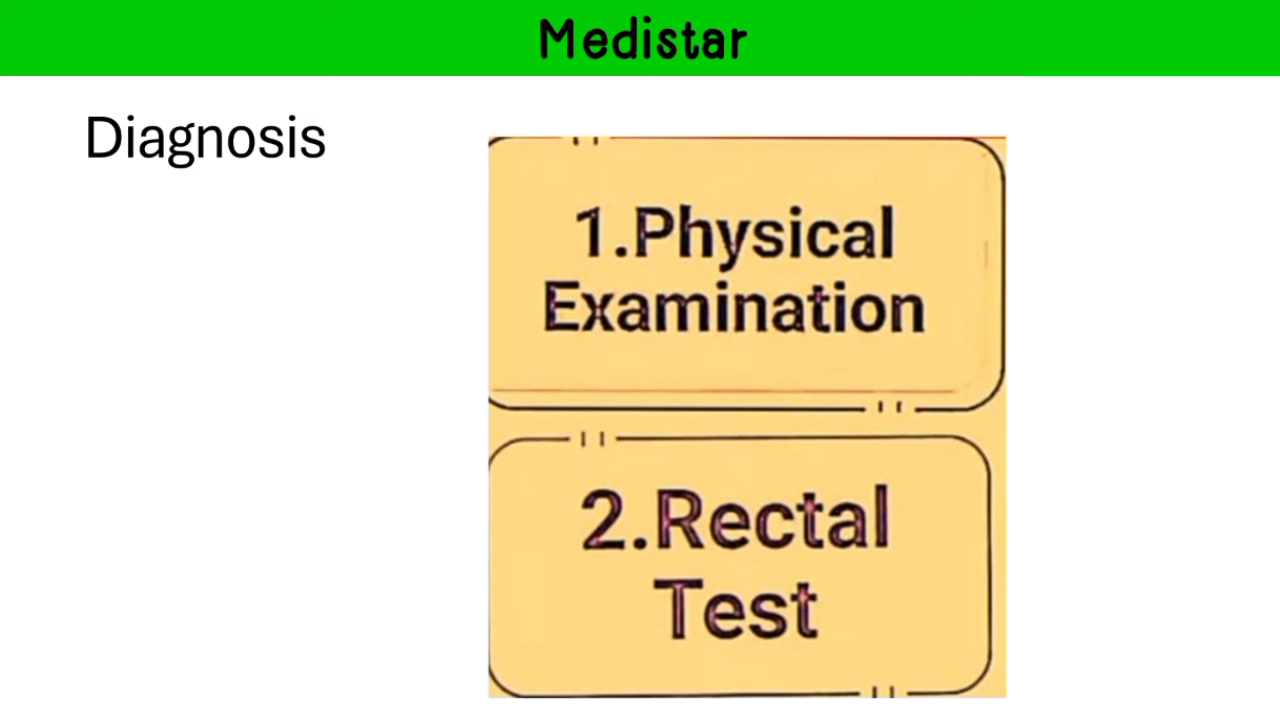 Medistar
Diagnosis
1.Physical
Examination
2.Rectal
Test